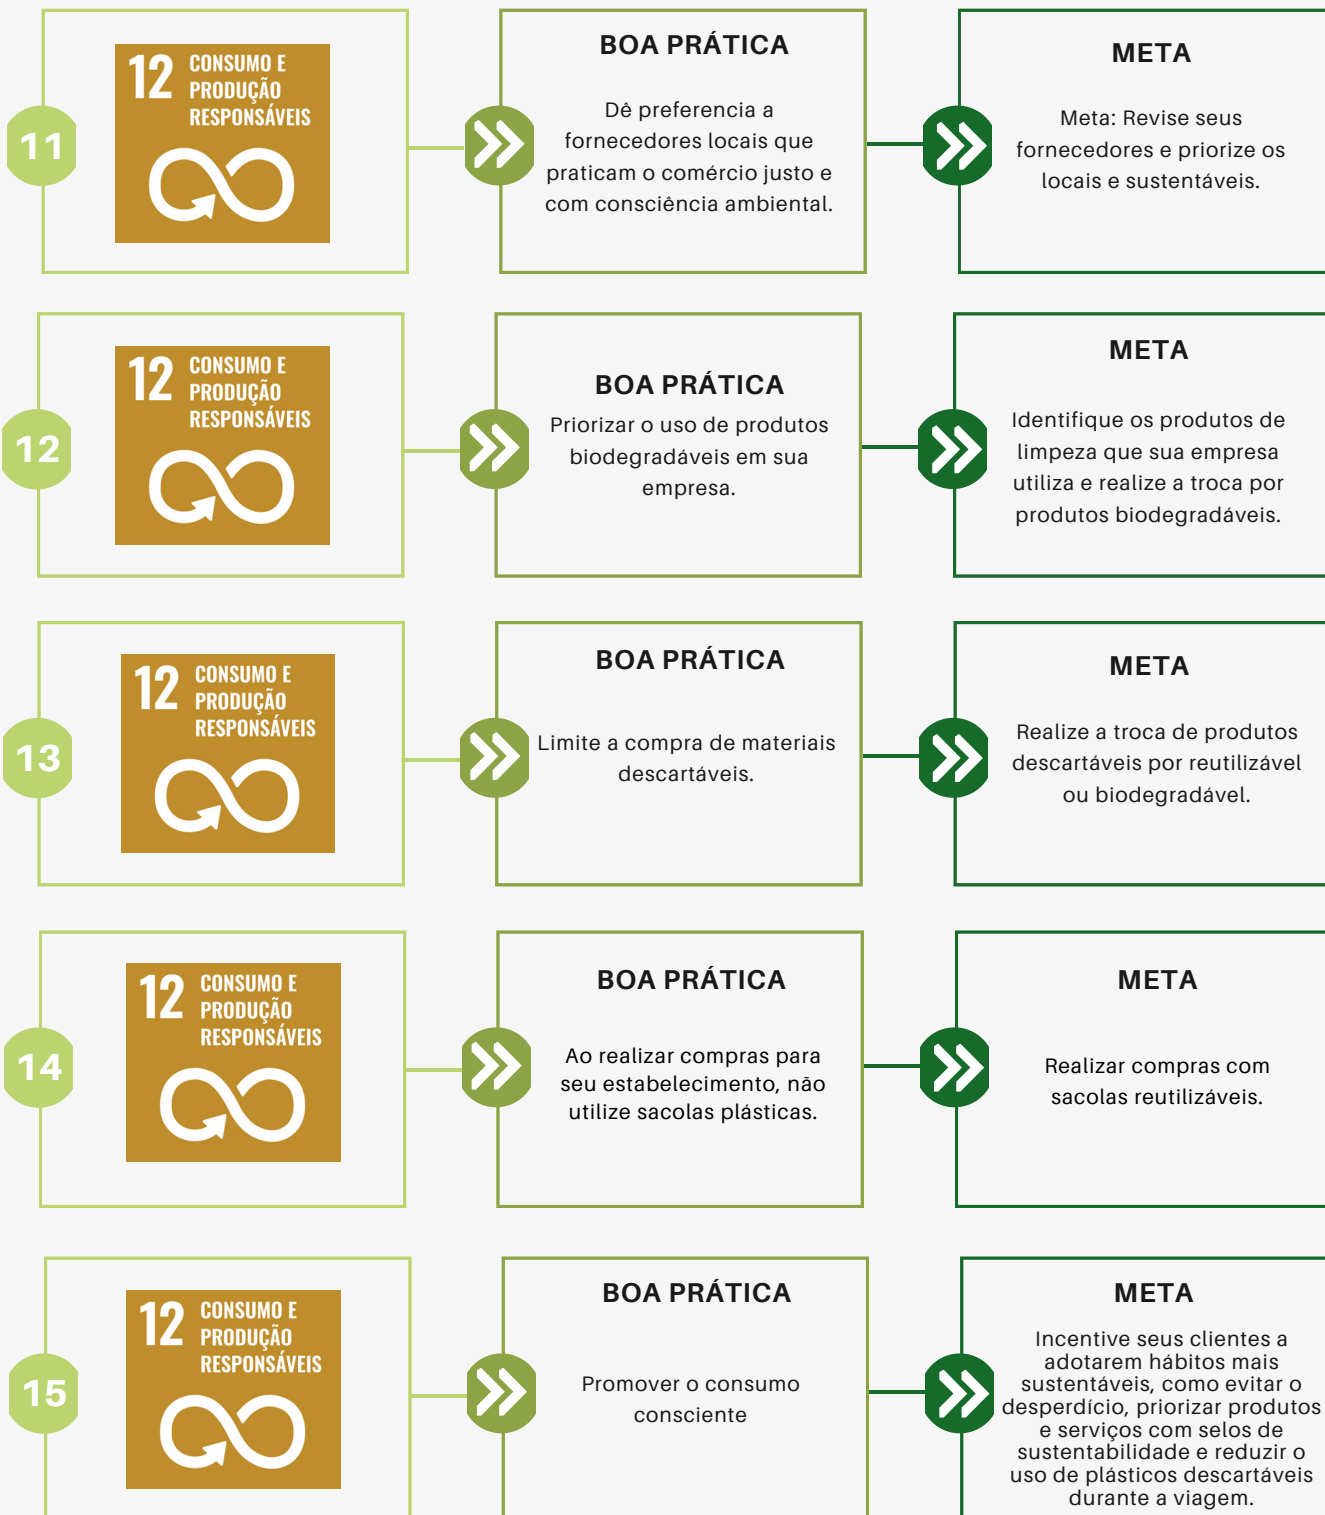 11
12 CONSUMO E
PRODUÇÃO
RESPONSÁVEIS
BOA PRÁTICA
Dê preferencia a
fornecedores locais que
praticam o comércio justo e
com consciência ambiental.
META
Meta: Revise seus
fornecedores e priorize os
locais e sustentáveis.
12
12 CONSUMO E
PRODUÇÃO
RESPONSÁVEIS
BOA PRÁTICA
Priorizar o uso de produtos
biodegradáveis em sua
empresa.
META
Identifique os produtos de
limpeza que sua empresa
utiliza e realize a troca por
produtos biodegradáveis.
13
12 CONSUMO E
PRODUÇÃO
RESPONSÁVEIS
BOA PRÁTICA
Limite a compra de materiais
descartáveis.
META
Realize a troca de produtos
descartáveis por reutilizável
ou biodegradável.
14
12 CONSUMO E
PRODUÇÃO
RESPONSÁVEIS
BOA PRÁTICA
Ao realizar compras para
seu estabelecimento, não
utilize sacolas plásticas.
META
Realizar compras com
sacolas reutilizáveis.
15
12 CONSUMO E
PRODUÇÃO
RESPONSÁVEIS
BOA PRÁTICA
Promover o consumo
consciente
META
Incentive seus clientes a
adotarem hábitos mais
sustentáveis, como evitar o
desperdício, priorizar produtos
e serviços com selos de
sustentabilidade e reduzir o
uso de plásticos descartáveis
durante a viagem.